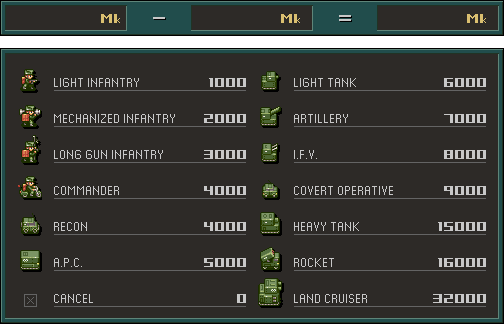 Mk − Mk = Mk
LIGHT INFANTRY 1000
LIGHT TANK 6000
MECHANIZED INFANTRY 2000
ARTILLERY 7000
LONG GUN INFANTRY 3000
I.F.Y. 8000
COMMANDER 4000
COVERT OPERATIVE 9000
RECON 4000
HEAVY TANK 15000
A.P.C. 5000
ROCKET 16000
CANCEL 0
LAND CRUISER 32000